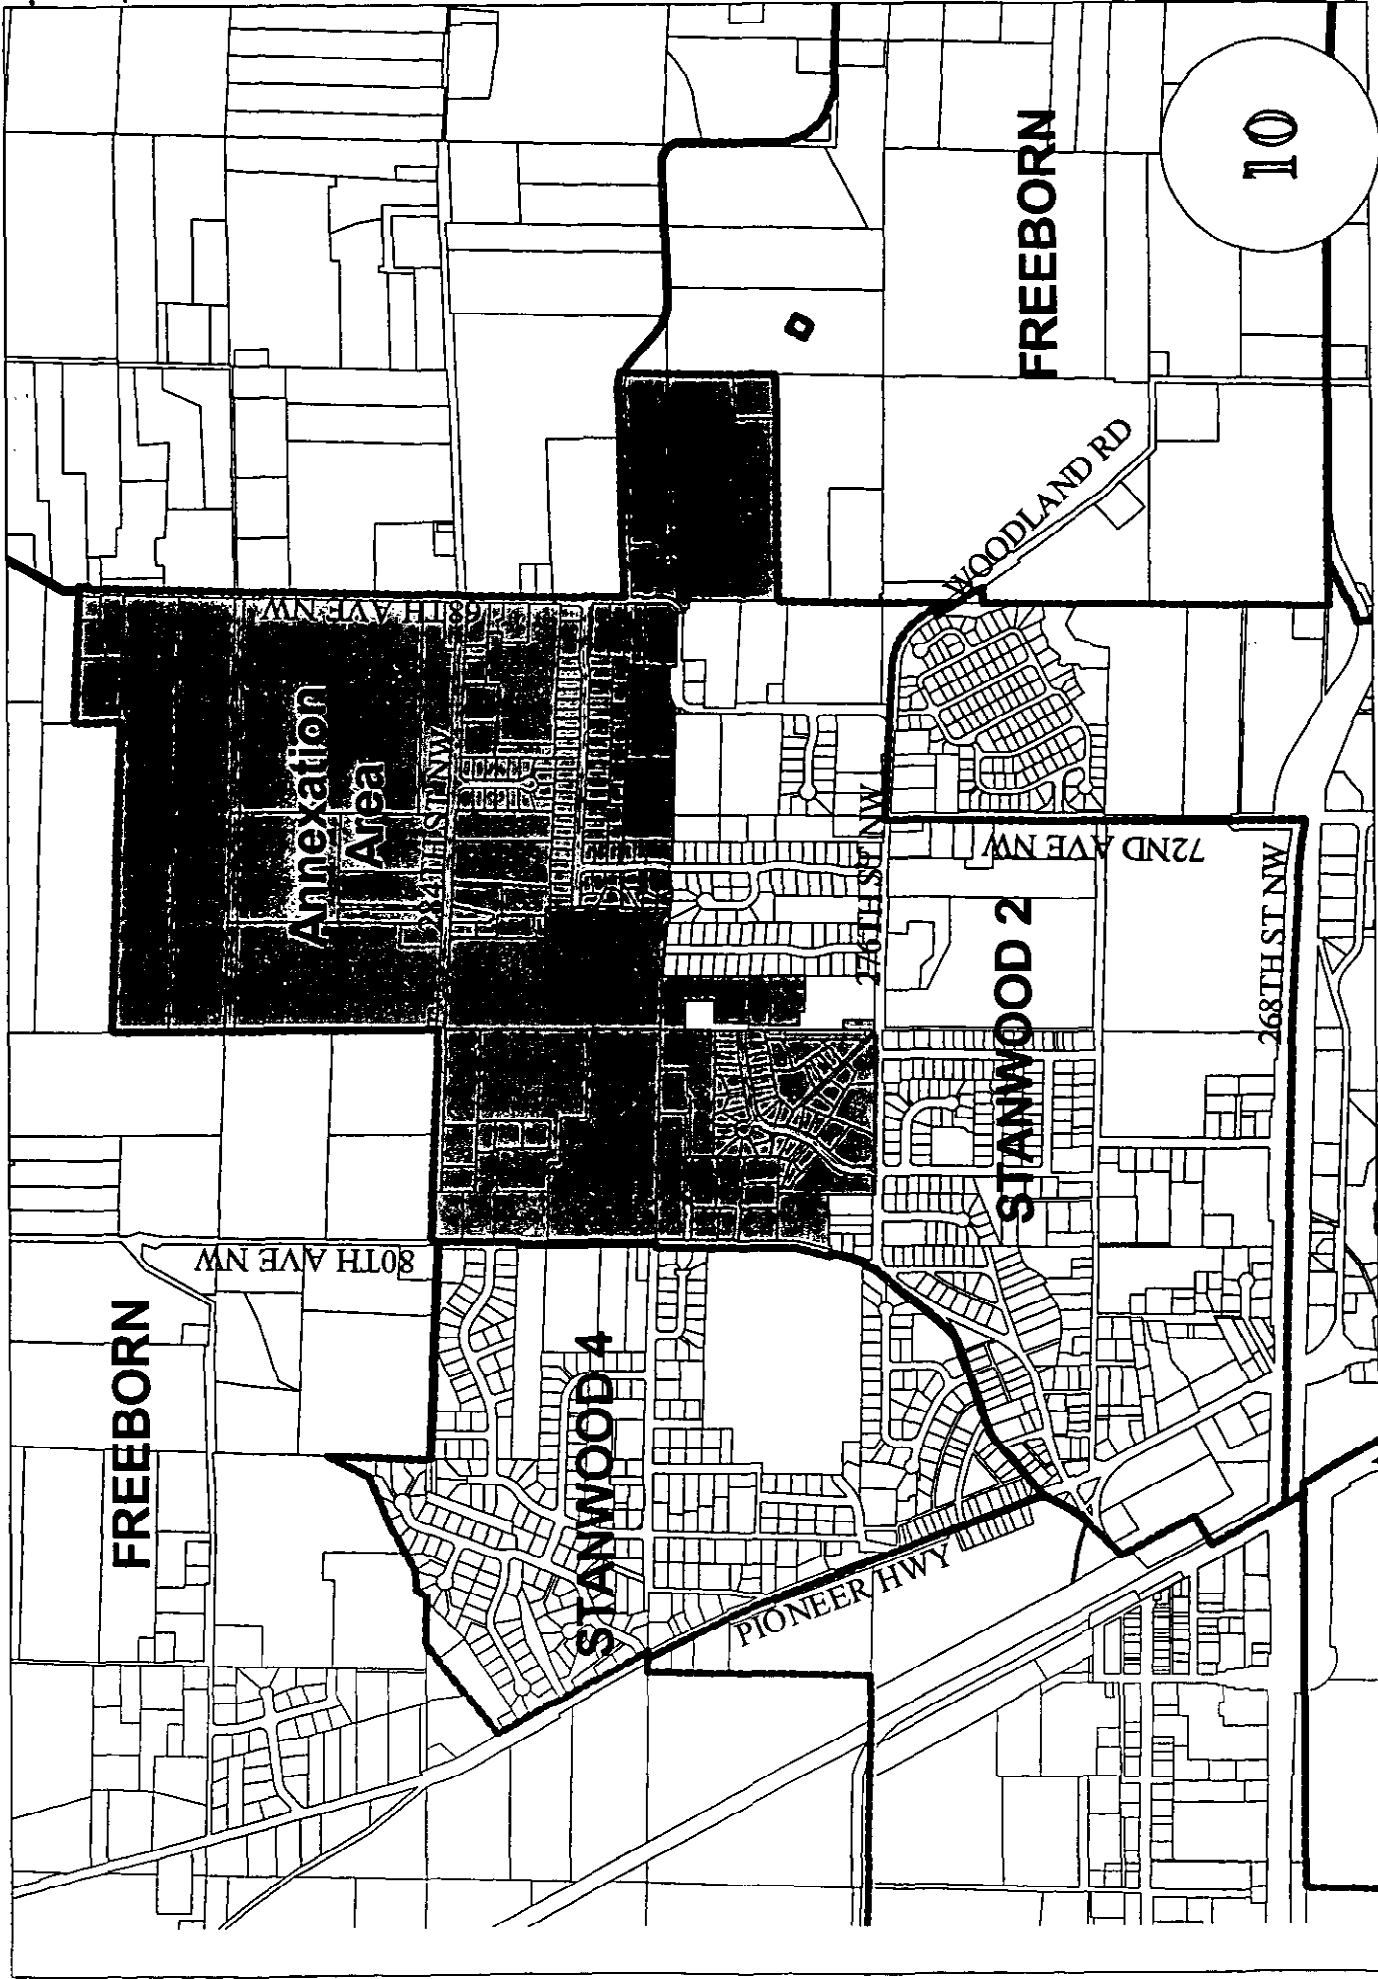 FREEBORN
80TH AVE NW
STANWOOD 4
PIONEER HWY
Annexation
Area
284TH ST NW
68TH AVE NW
276TH ST NW
STANWOOD 2
72ND AVE NW
268TH ST NW
WOODLAND RD
FREEBORN
10